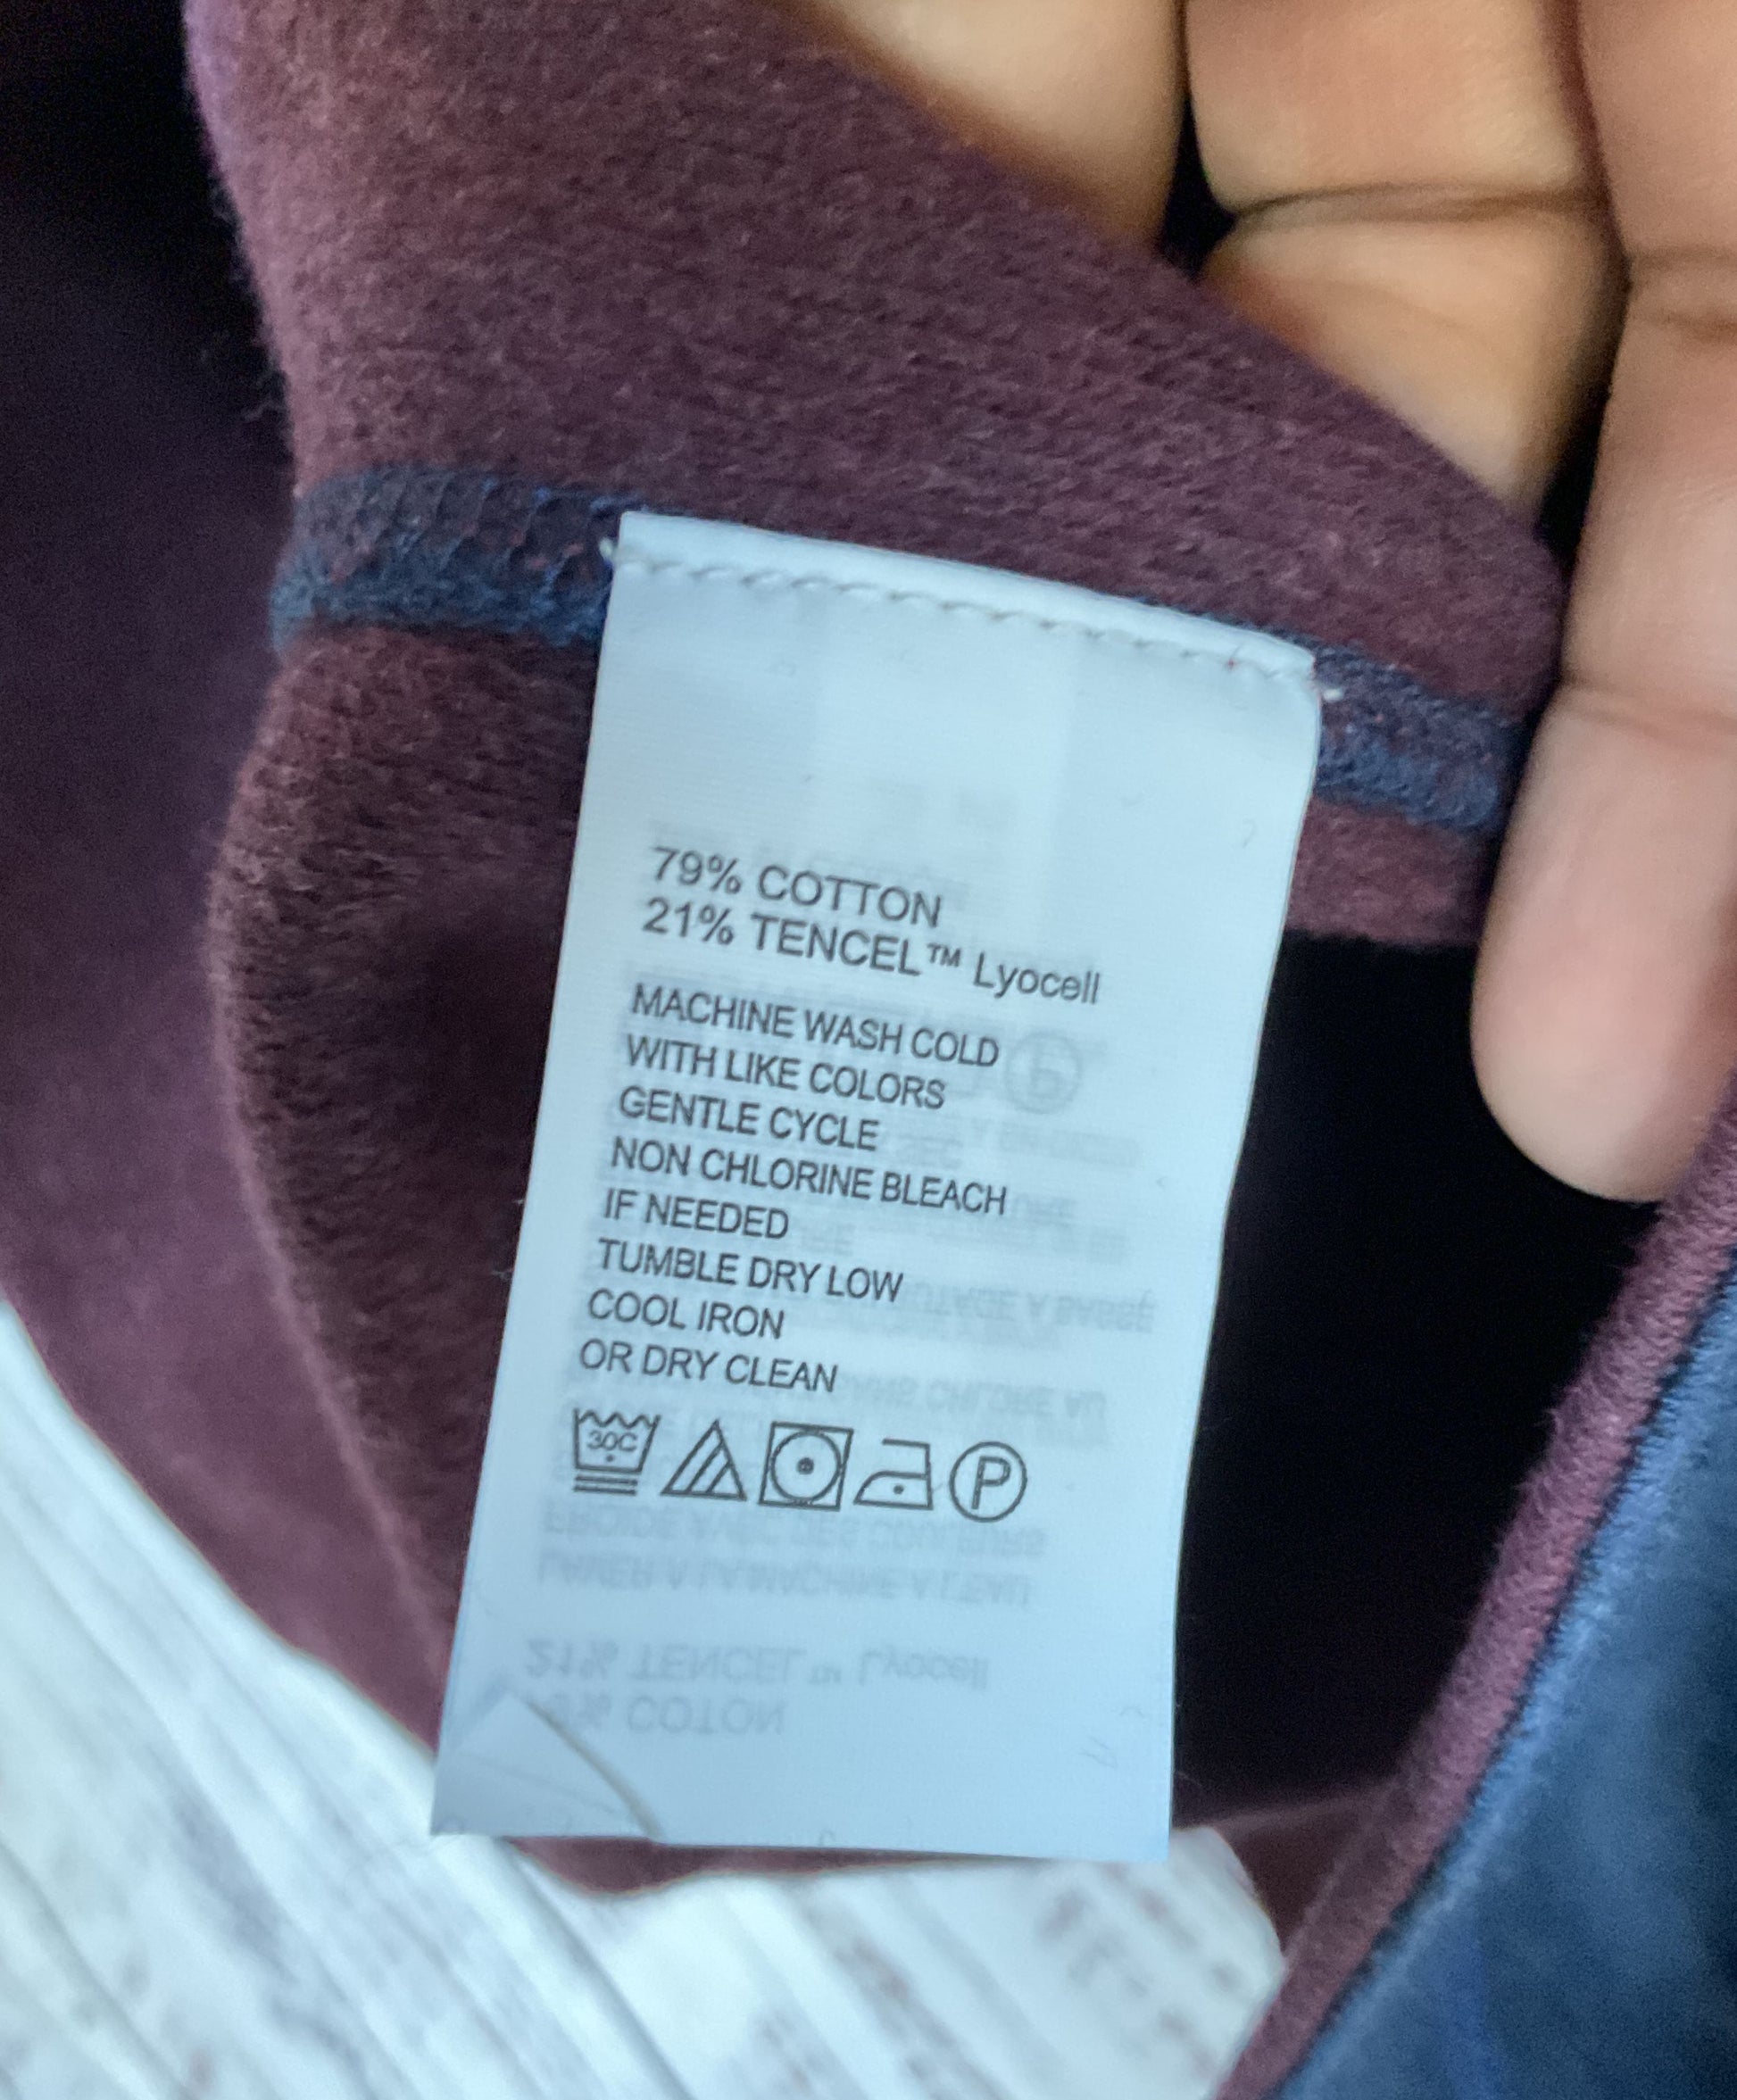 79% COTTON
21% TENCEL™ Lyocell
MACHINE WASH COLD
WITH LIKE COLORS
GENTLE CYCLE
NON CHLORINE BLEACH
IF NEEDED
TUMBLE DRY LOW
COOL IRON
OR DRY CLEAN
30C P